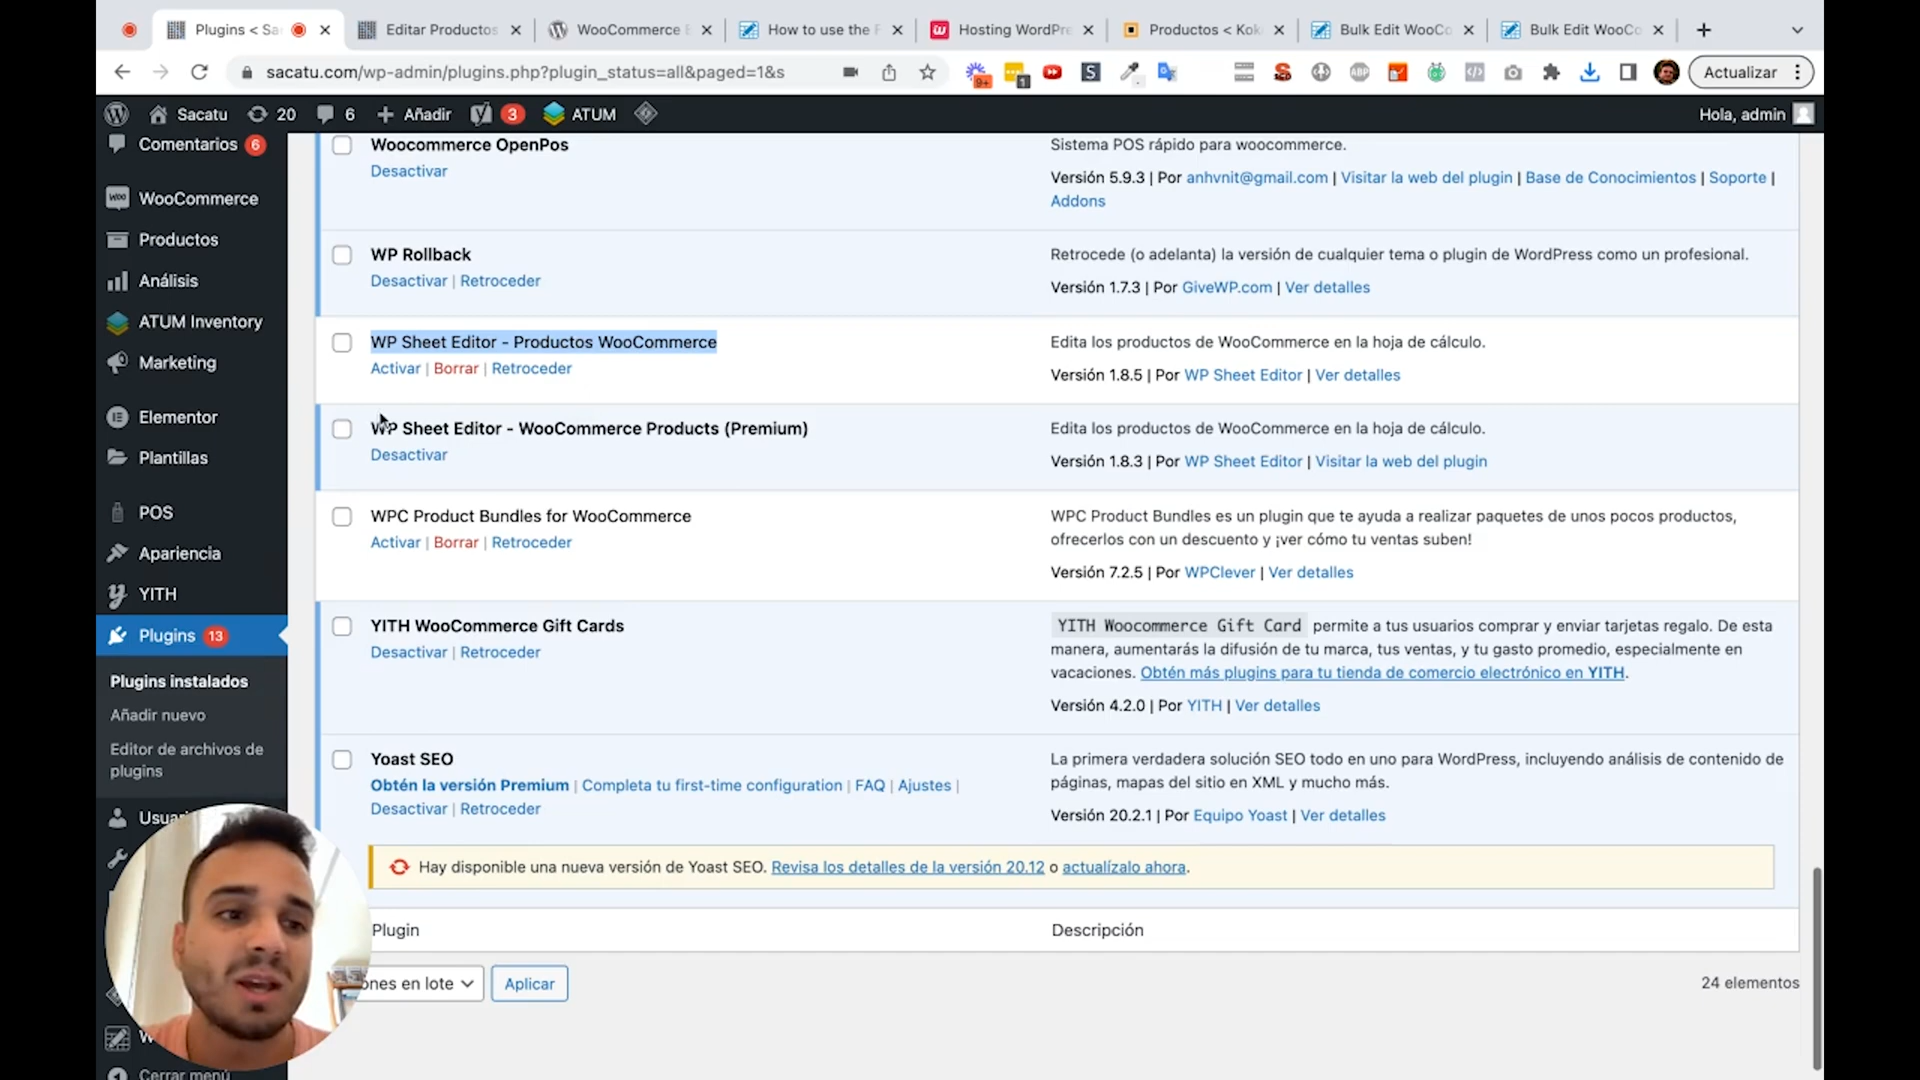 Plugins < Sa
Editar Productos
WooCommerce
How to use the
Hosting WordPre
Productos < Kok
Bulk Edit WooCo
Bulk Edit WooCo
sacatu.com/wp-admin/plugins.php?plugin_status=all&paged=1&s
9+
1
ABP
Actualizar
Sacatu
20
6
Añadir
3
ATUM
Hola, admin
Comentarios 6
WooCommerce
Productos
Análisis
ATUM Inventory
Marketing
Elementor
Plantillas
POS
Apariencia
YITH
Plugins 13
Plugins instalados
Añadir nuevo
Editor de archivos de
plugins
Cerrar menú
Woocommerce OpenPos
Desactivar
Sistema POS rápido para woocommerce.
Versión 5.9.3 | Por anhvnit@gmail.com | Visitar la web del plugin | Base de Conocimientos | Soporte |
Addons
WP Rollback
Desactivar | Retroceder
Retrocede (o adelanta) la versión de cualquier tema o plugin de WordPress como un profesional.
Versión 1.7.3 | Por GiveWP.com | Ver detalles
WP Sheet Editor - Productos WooCommerce
Activar | Borrar | Retroceder
Edita los productos de WooCommerce en la hoja de cálculo.
Versión 1.8.5 | Por WP Sheet Editor | Ver detalles
WP Sheet Editor - WooCommerce Products (Premium)
Desactivar
Edita los productos de WooCommerce en la hoja de cálculo.
Versión 1.8.3 | Por WP Sheet Editor | Visitar la web del plugin
WPC Product Bundles for WooCommerce
Activar | Borrar | Retroceder
WPC Product Bundles es un plugin que te ayuda a realizar paquetes de unos pocos productos,
ofrecerlos con un descuento y ¡ver cómo tu ventas suben!
Versión 7.2.5 | Por WPClever | Ver detalles
YITH WooCommerce Gift Cards
Desactivar | Retroceder
YITH Woocommerce Gift Card permite a tus usuarios comprar y enviar tarjetas regalo. De esta
manera, aumentarás la difusión de tu marca, tus ventas, y tu gasto promedio, especialmente en
vacaciones. Obtén más plugins para tu tienda de comercio electrónico en YITH.
Versión 4.2.0 | Por YITH | Ver detalles
Yoast SEO
Obtén la versión Premium | Completa tu first-time configuration | FAQ | Ajustes |
Desactivar | Retroceder
La primera verdadera solución SEO todo en uno para WordPress, incluyendo análisis de contenido de
páginas, mapas del sitio en XML y mucho más.
Versión 20.2.1 | Por Equipo Yoast | Ver detalles
Hay disponible una nueva versión de Yoast SEO. Revisa los detalles de la versión 20.12 o actualízalo ahora.
Plugin
Descripción
ones en lote
Aplicar
24 elementos